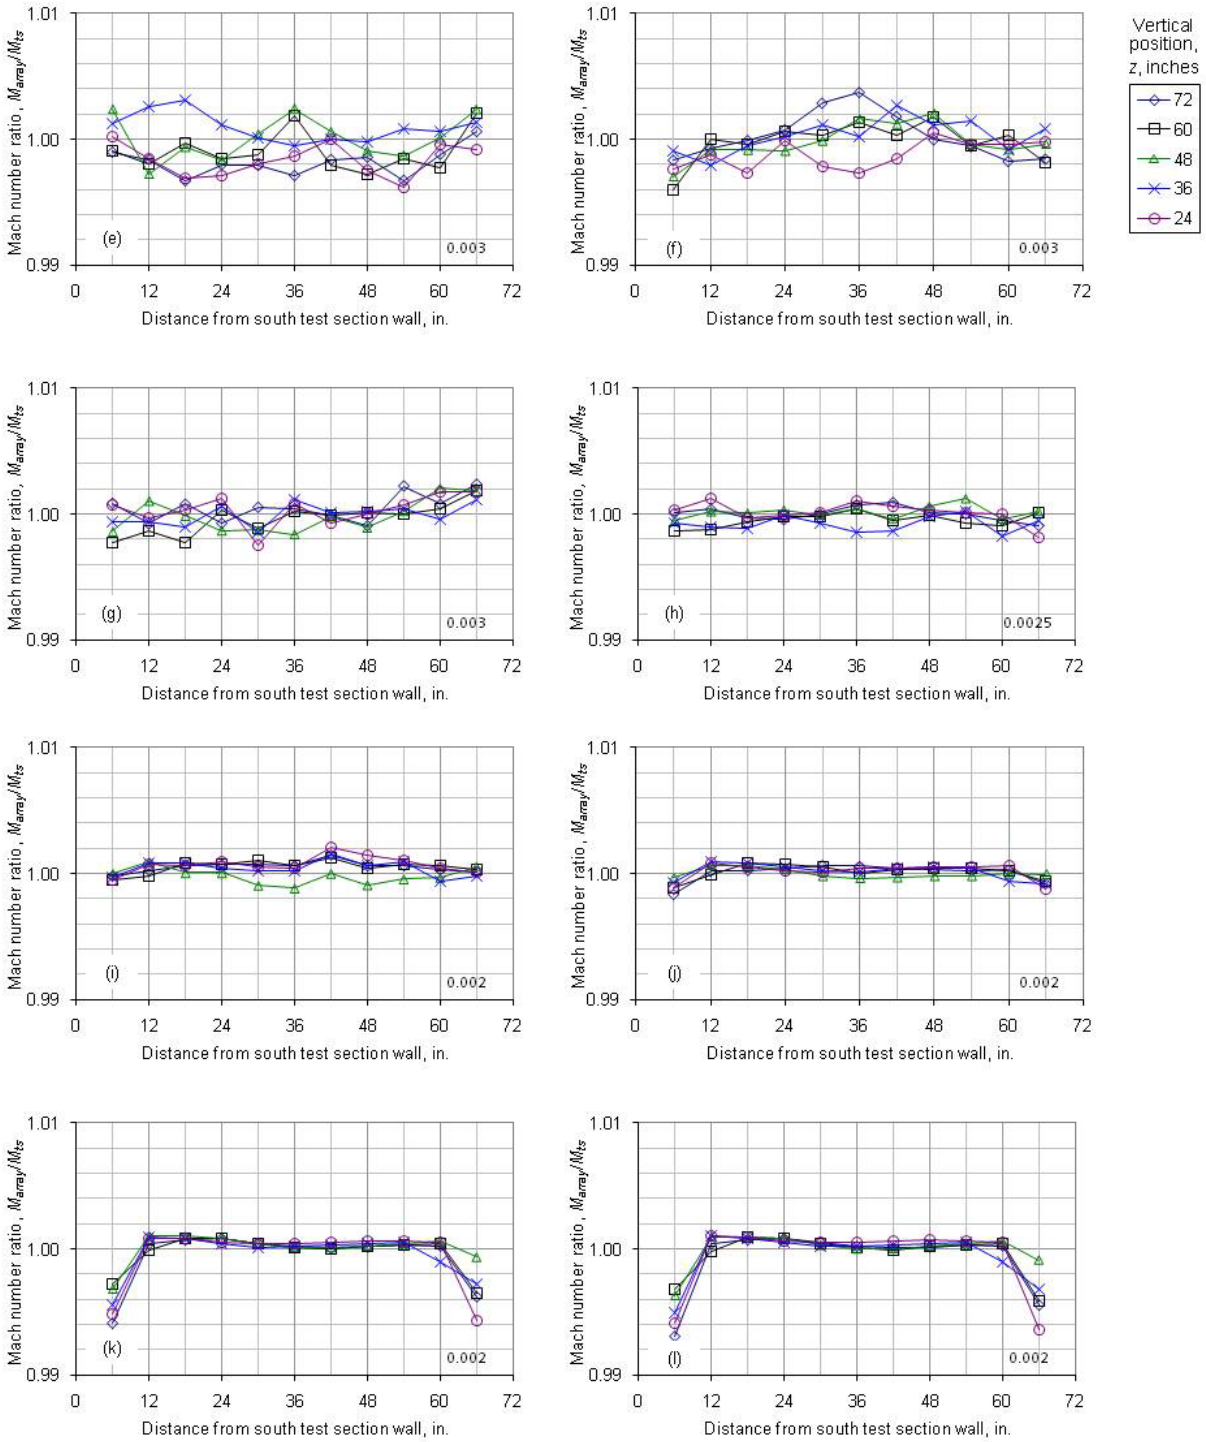 Mach number ratio, Marray/Mts
1.01
1.00
0.99
(e)
0.003
0 12 24 36 48 60 72
Distance from south test section wall, in.
Mach number ratio, Marray/Mts
1.01
1.00
0.99
(f)
0.003
0 12 24 36 48 60 72
Distance from south test section wall, in.
Vertical
position,
z, inches
72
60
48
36
24
Mach number ratio, Marray/Mts
1.01
1.00
0.99
(g)
0.003
0 12 24 36 48 60 72
Distance from south test section wall, in.
Mach number ratio, Marray/Mts
1.01
1.00
0.99
(h)
0.0025
0 12 24 36 48 60 72
Distance from south test section wall, in.
Mach number ratio, Marray/Mts
1.01
1.00
0.99
(i)
0.002
0 12 24 36 48 60 72
Distance from south test section wall, in.
Mach number ratio, Marray/Mts
1.01
1.00
0.99
(j)
0.002
0 12 24 36 48 60 72
Distance from south test section wall, in.
Mach number ratio, Marray/Mts
1.01
1.00
0.99
(k)
0.002
0 12 24 36 48 60 72
Distance from south test section wall, in.
Mach number ratio, Marray/Mts
1.01
1.00
0.99
(l)
0.002
0 12 24 36 48 60 72
Distance from south test section wall, in.